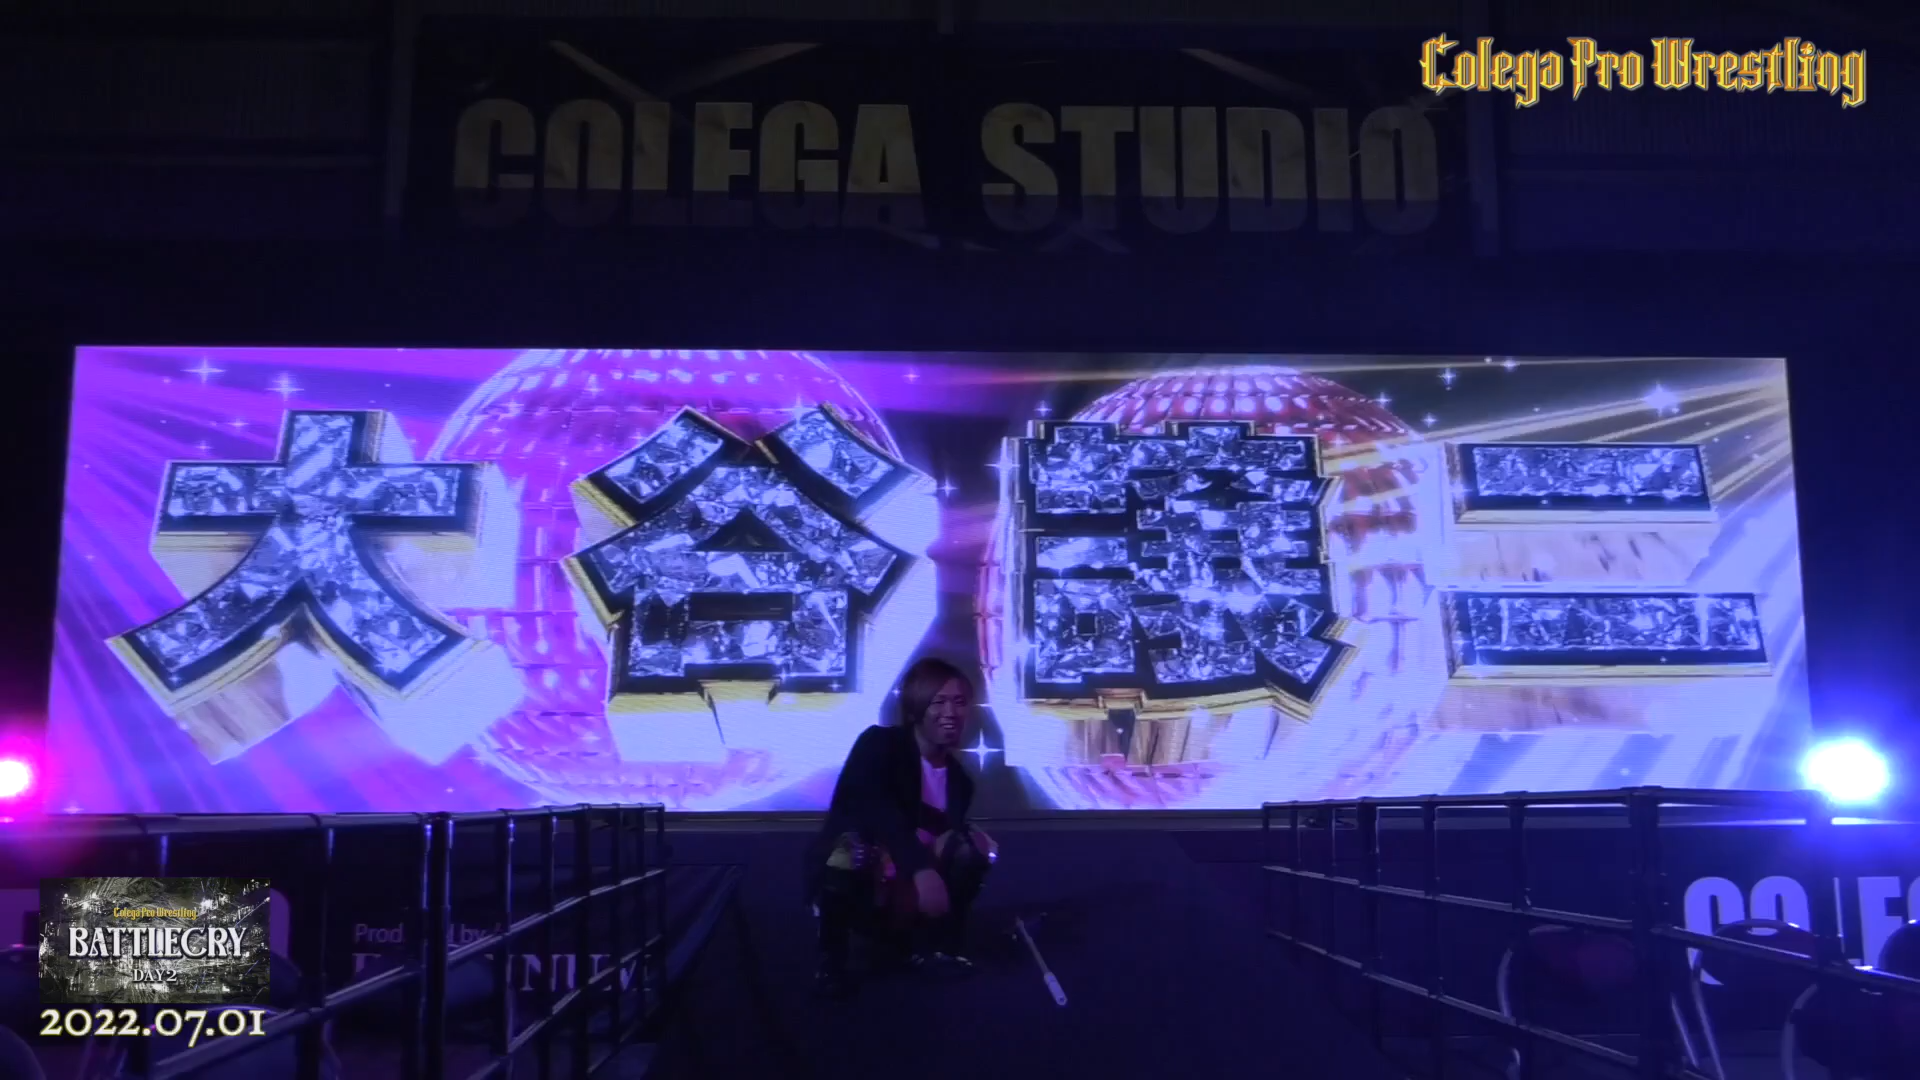 Colega Pro Wrestling
COLEGA STUDIO
大谷譲二
Colega Pro Wrestling
BATTLECRY
DAY2
2022.07.01